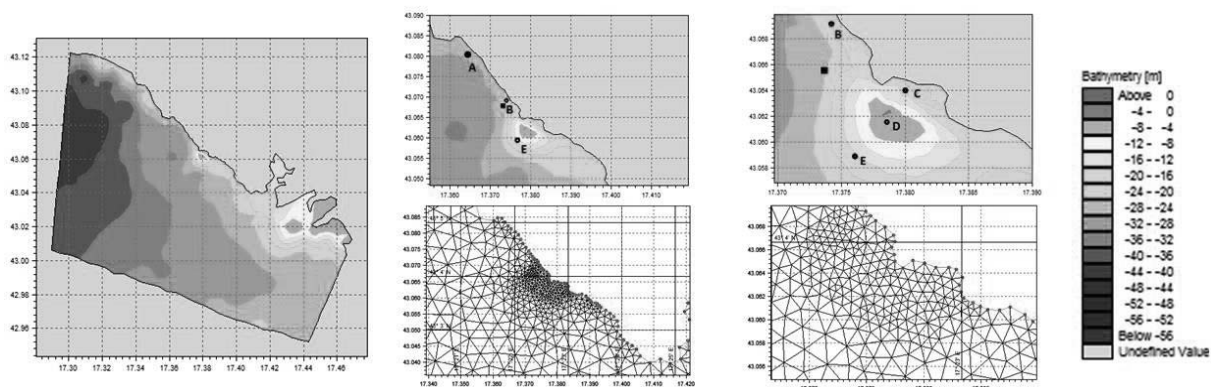 43.12
43.10
43.08
43.06
43.04
43.02
43.00
42.98
42.96
17.30 17.32 17.34 17.36 17.38 17.40 17.42 17.44 17.46
43.090
43.080
43.070
43.060
43.050
A
B
E
17.360 17.370 17.380 17.390 17.400 17.410
43.068
43.066
43.064
43.062
43.060
43.058
B
C
D
E
17.370 17.375 17.380 17.385 17.390
43.085
43.080
43.075
43.070
43.065
43.060
43.055
43.050
43.045
43.040
17.340 17.350 17.360 17.370 17.380 17.390 17.400 17.410 17.420
43.068
43.066
43.064
43.062
43.060
43.058
43.056
Bathymetry [m]
Above 0
-4 - 0
-8 - -4
-12 - -8
-16 - -12
-20 - -16
-24 - -20
-28 - -24
-32 - -28
-36 - -32
-40 - -36
-44 - -40
-48 - -44
-52 - -48
-56 - -52
Below -56
Undefined Value